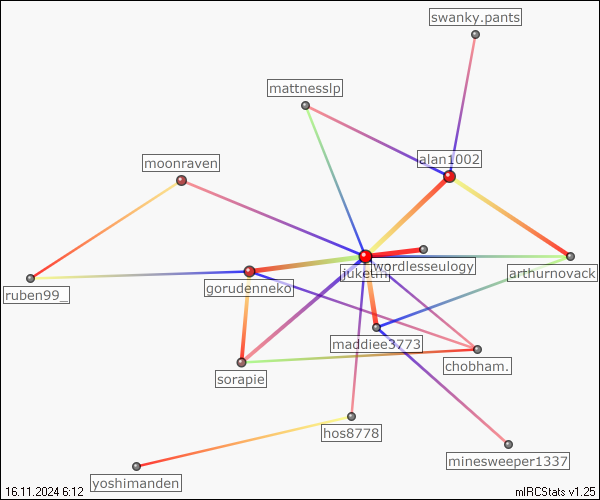 swanky.pants
mattnesslp
alan1002
moonraven
wordlesseulogy
juketm
arthurnovack
gorudenneko
ruben99_
maddiee3773
chobham.
sorapie
hos8778
minesweeper1337
yoshimanden
16.11.2024 6:12
mIRCStats v1.25